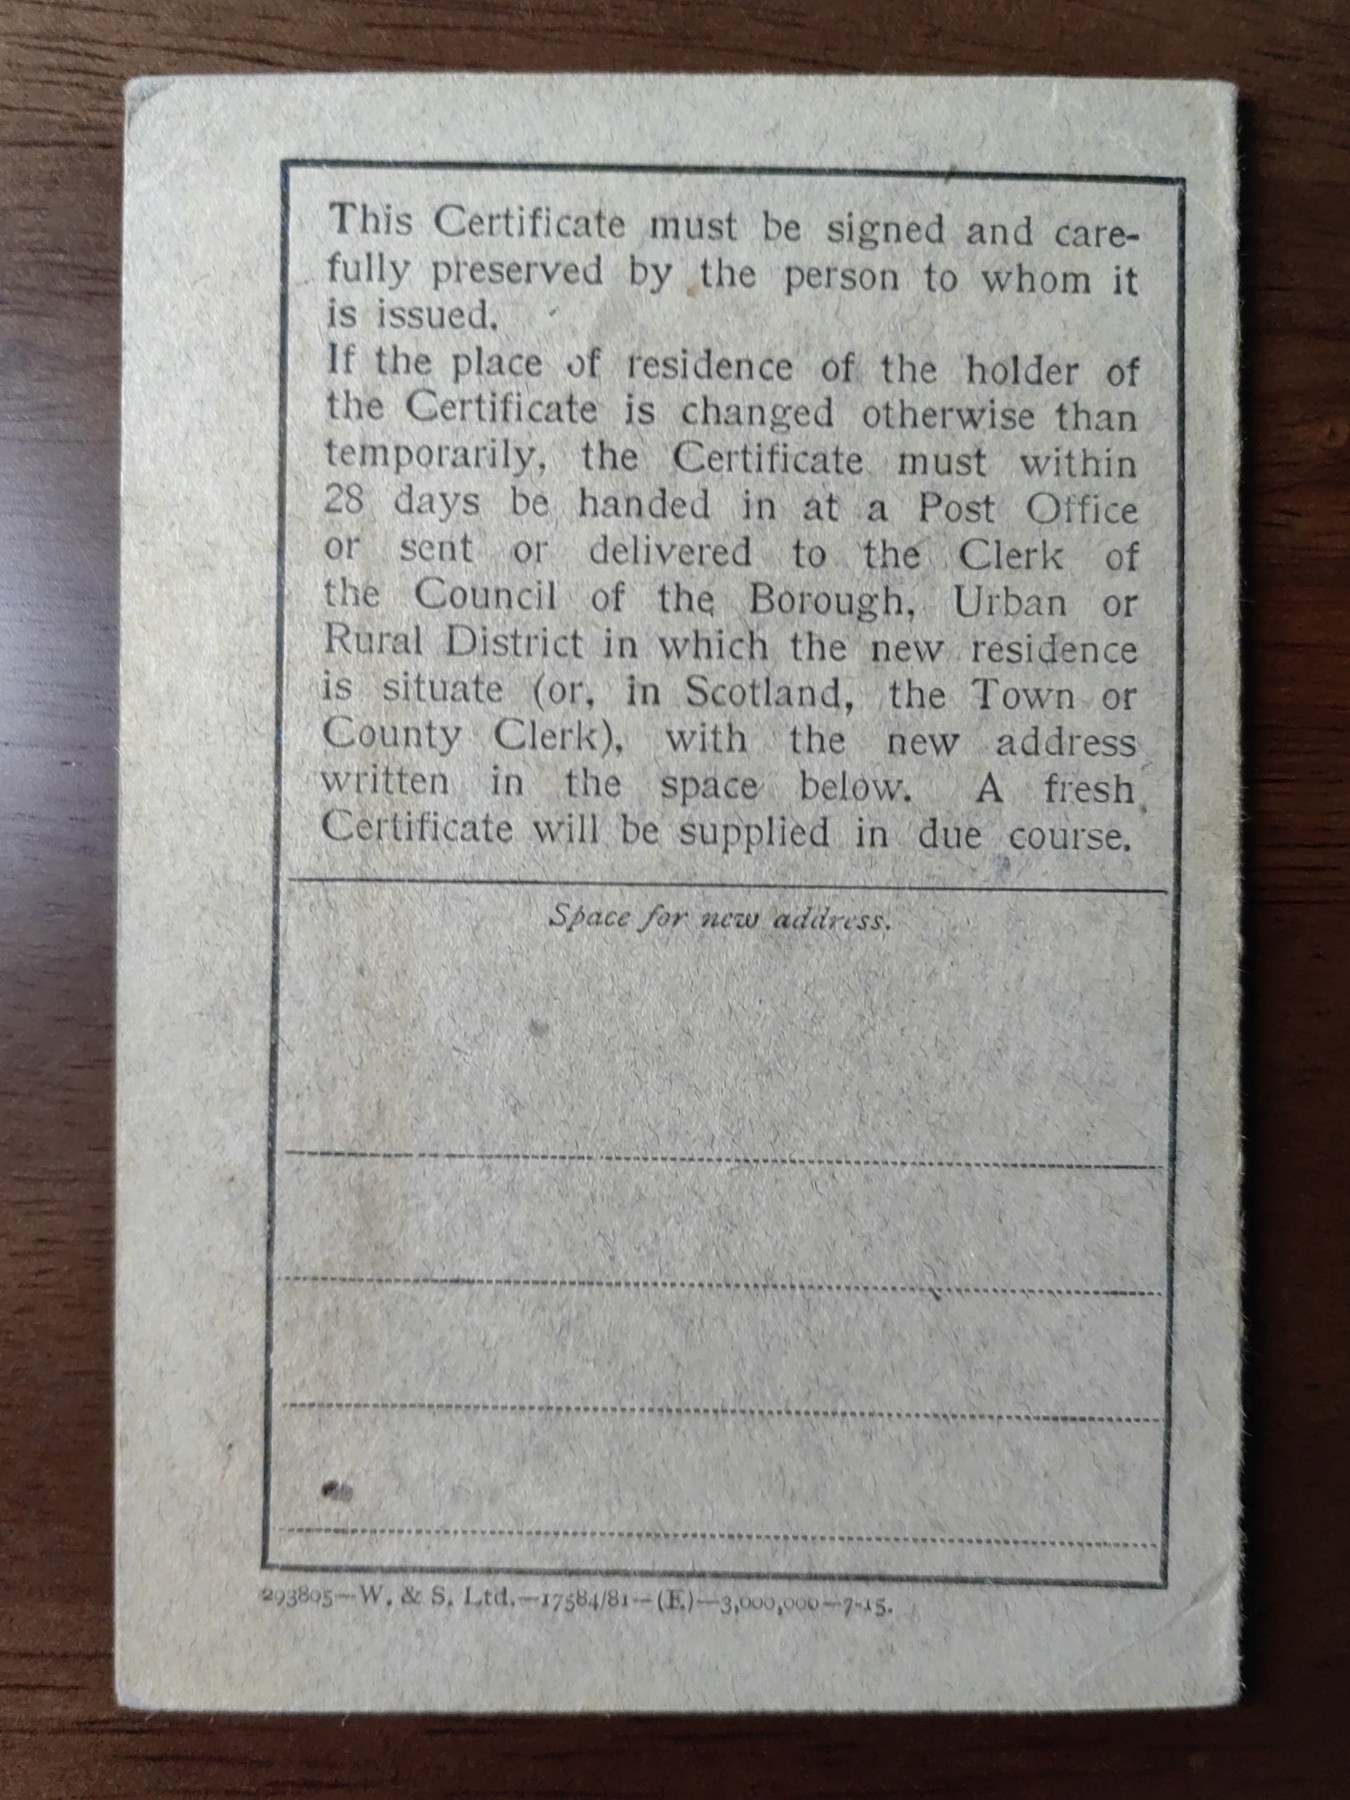 This Certificate must be signed and care-
fully preserved by the person to whom it
is issued.
If the place of residence of the holder of
the Certificate is changed otherwise than
temporarily, the Certificate must within
28 days be handed in at a Post Office
or sent or delivered to the Clerk of
the Council of the Borough, Urban or
Rural District in which the new residence
is situate (or, in Scotland, the Town or
County Clerk), with the new address
written in the space below. A fresh
Certificate will be supplied in due course.
Space for new address.
293805—W. & S. Ltd.—17584/81—(E)—3,000,000—7-15.